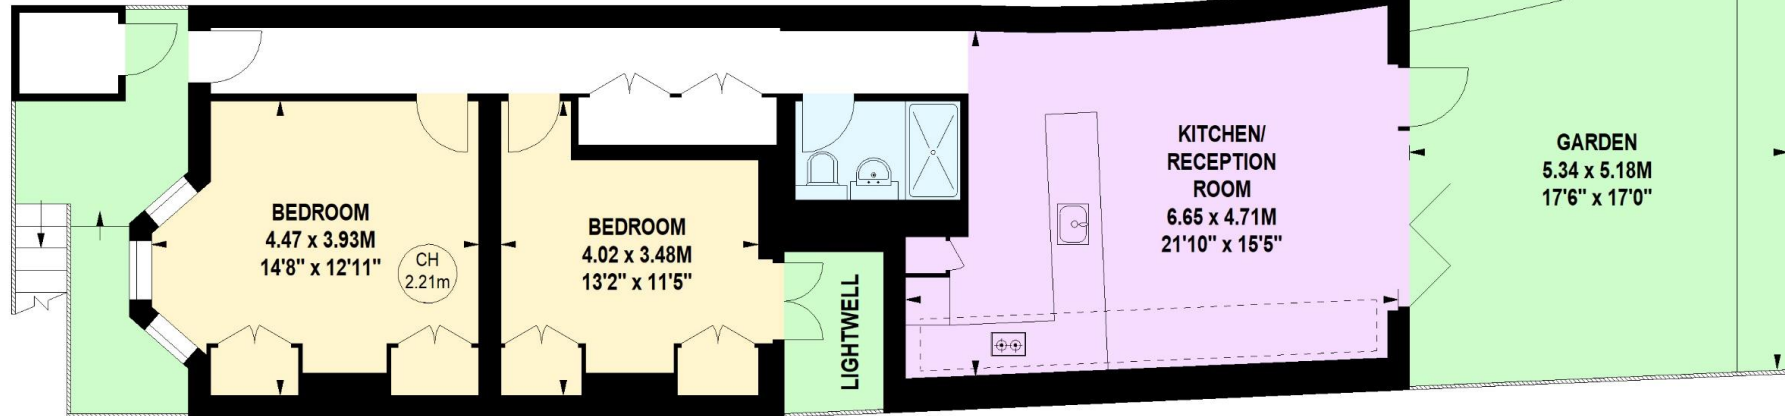 BEDROOM
4.47 x 3.93M
14'8" x 12'11"
CH
2.21m
BEDROOM
4.02 x 3.48M
13'2" x 11'5"
LIGHTWELL
KITCHEN/
RECEPTION
ROOM
6.65 x 4.71M
21'10" x 15'5"
GARDEN
5.34 x 5.18M
17'6" x 17'0"